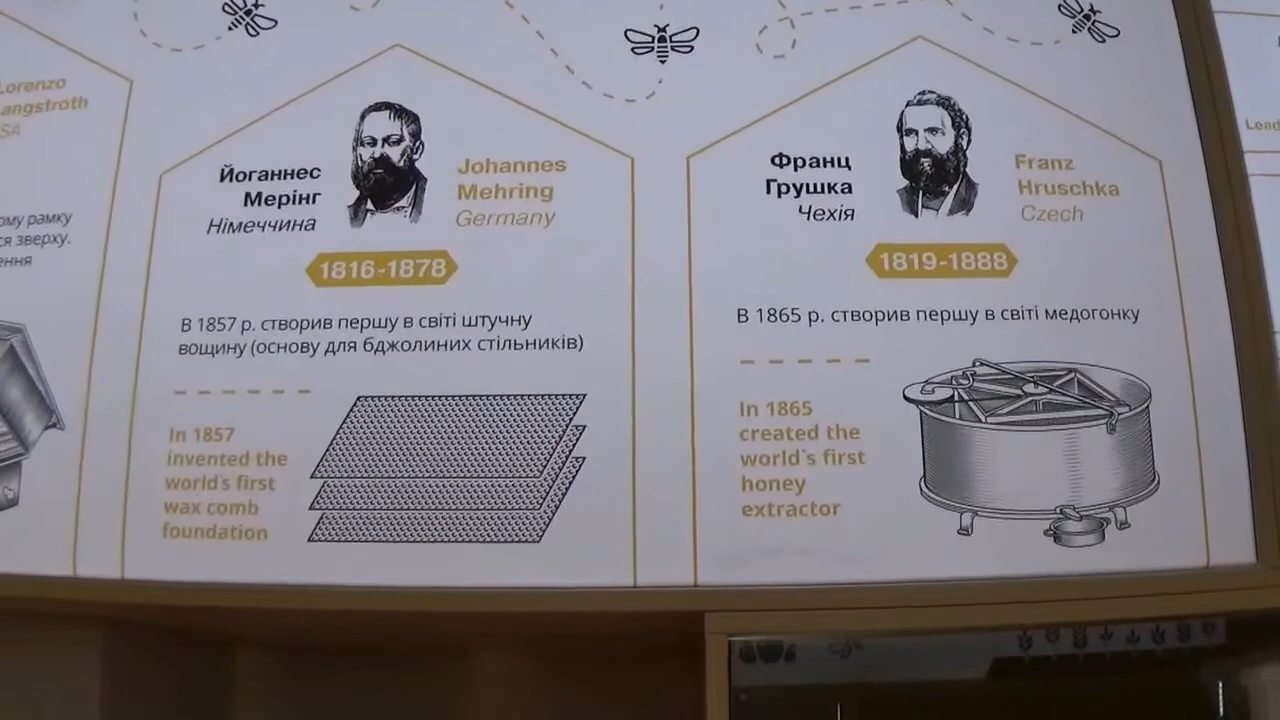 Lorenzo
Langstroth
SA
ому рамку
ся зверху.
ення
Йоганнес
Мерінг
Німеччина
Johannes
Mehring
Germany
1816-1878
В 1857 р. створив першу в світі штучну
вощину (основу для бджолиних стільників)
In 1857
invented the
world`s first
wax comb
foundation
Франц
Грушка
Чехія
Franz
Hruschka
Czech
1819-1888
В 1865 р. створив першу в світі медогонку
In 1865
created the
world`s first
honey
extractor
Lead